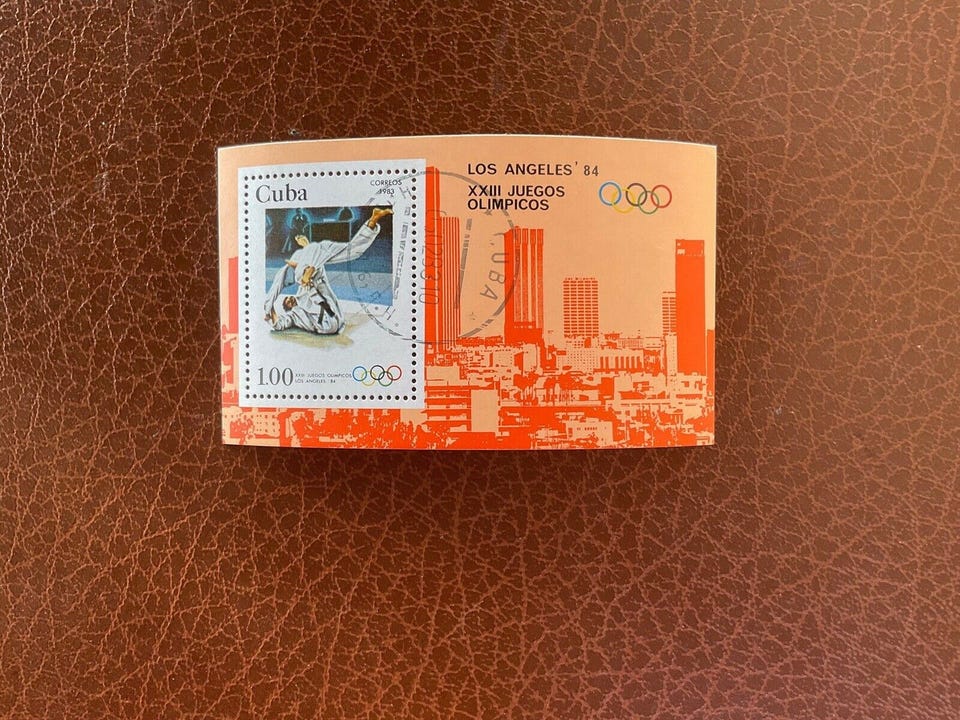 LOS ANGELES '84
XXIII JUEGOS
OLIMPICOS
Cuba
CORREOS
1983
1.00
XXIII JUEGOS OLIMPICOS
LOS ANGELES '84
CUBA